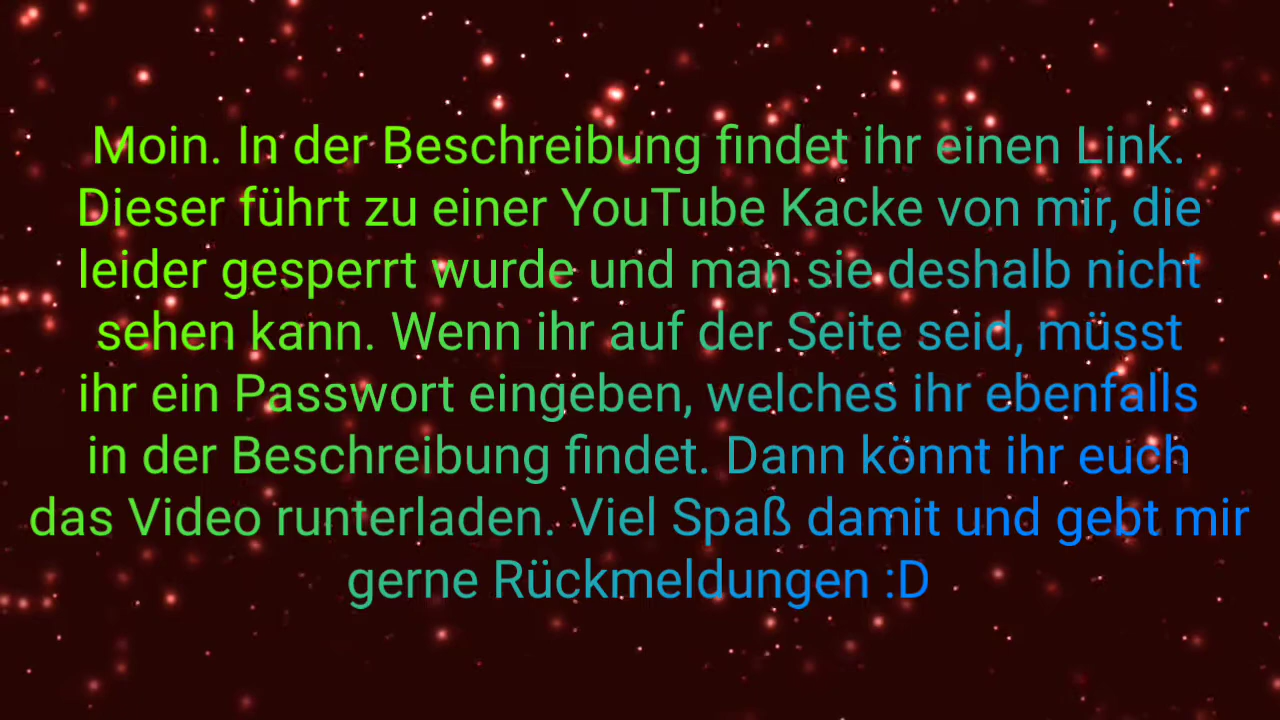 Moin. In der Beschreibung findet ihr einen Link.
Dieser führt zu einer YouTube Kacke von mir, die
leider gesperrt wurde und man sie deshalb nicht
sehen kann. Wenn ihr auf der Seite seid, müsst
ihr ein Passwort eingeben, welches ihr ebenfalls
in der Beschreibung findet. Dann könnt ihr euch
das Video runterladen. Viel Spaß damit und gebt mir
gerne Rückmeldungen :D